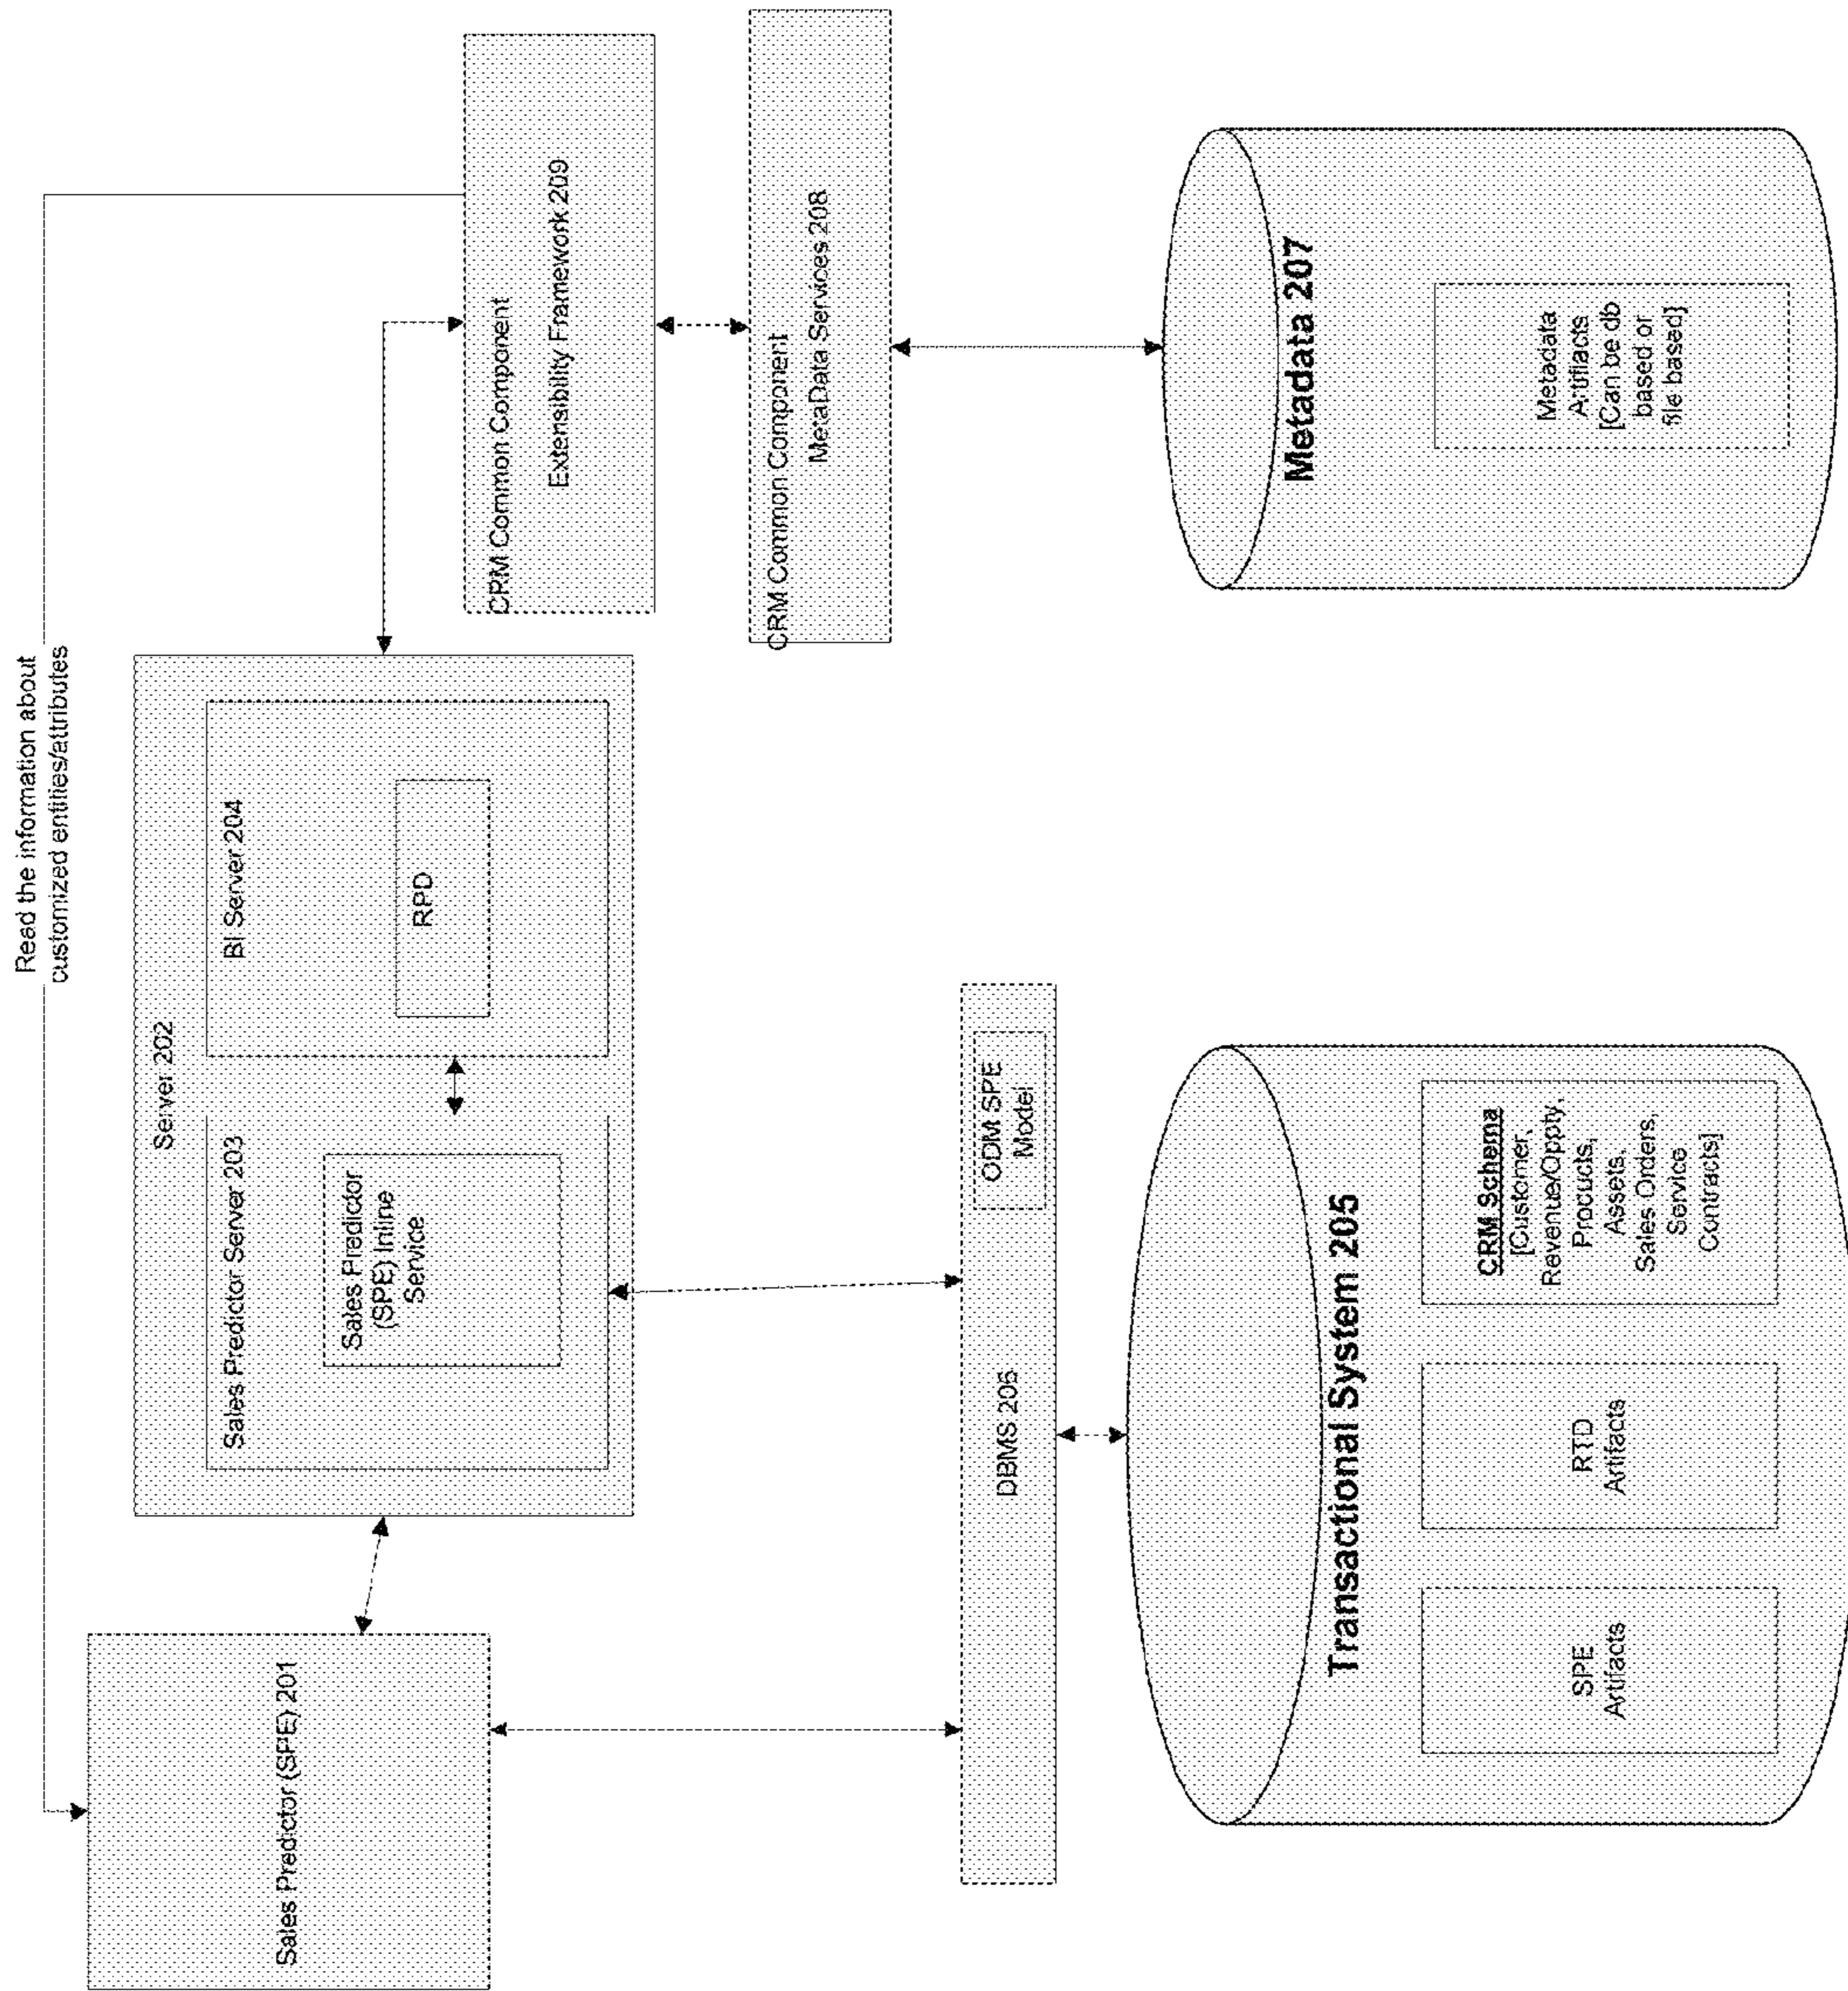 Read the information about
customized entities/attributes
Sales Predictor (SPE) 201
Server 202
Sales Predictor Server 203
Sales Predictor
(SPE) Inline
Service
BI Server 204
RPD
CRM Common Component
Extensibility Framework 209
CRM Common Component
MetaData Services 208
DBMS 206
ODM SPE
Model
Transactional System 205
SPE
Artifacts
RTD
Artifacts
CRM Schema
[Customer,
Revenue/Oppty,
Procucts,
Assets,
Sales Orders,
Service
Contracts]
Metadata 207
Metadata
Artifiacts
[Can be db
based or
file based]